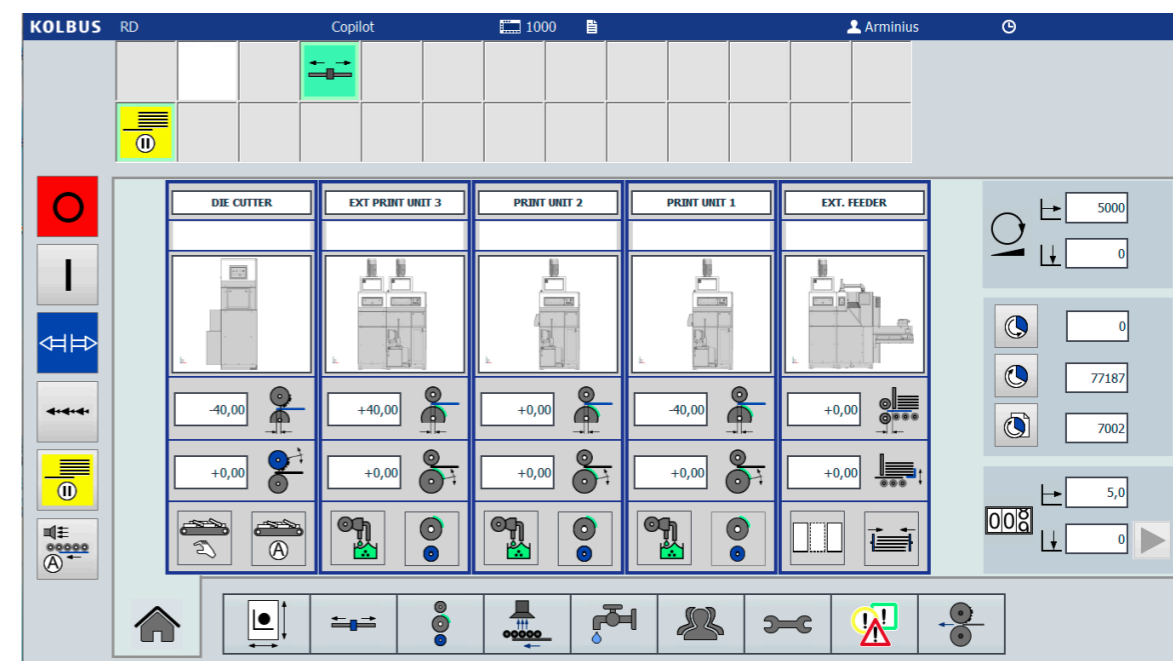 KOLBUS RD Copilot 1000 Arminius
DIE CUTTER EXT PRINT UNIT 3 PRINT UNIT 2 PRINT UNIT 1 EXT. FEEDER
5000
0
0
77187
-40,00 +40,00 +0,00 -40,00 +0,00
7002
+0,00 +0,00 +0,00 +0,00 +0,00
5,0
008
0
A
A